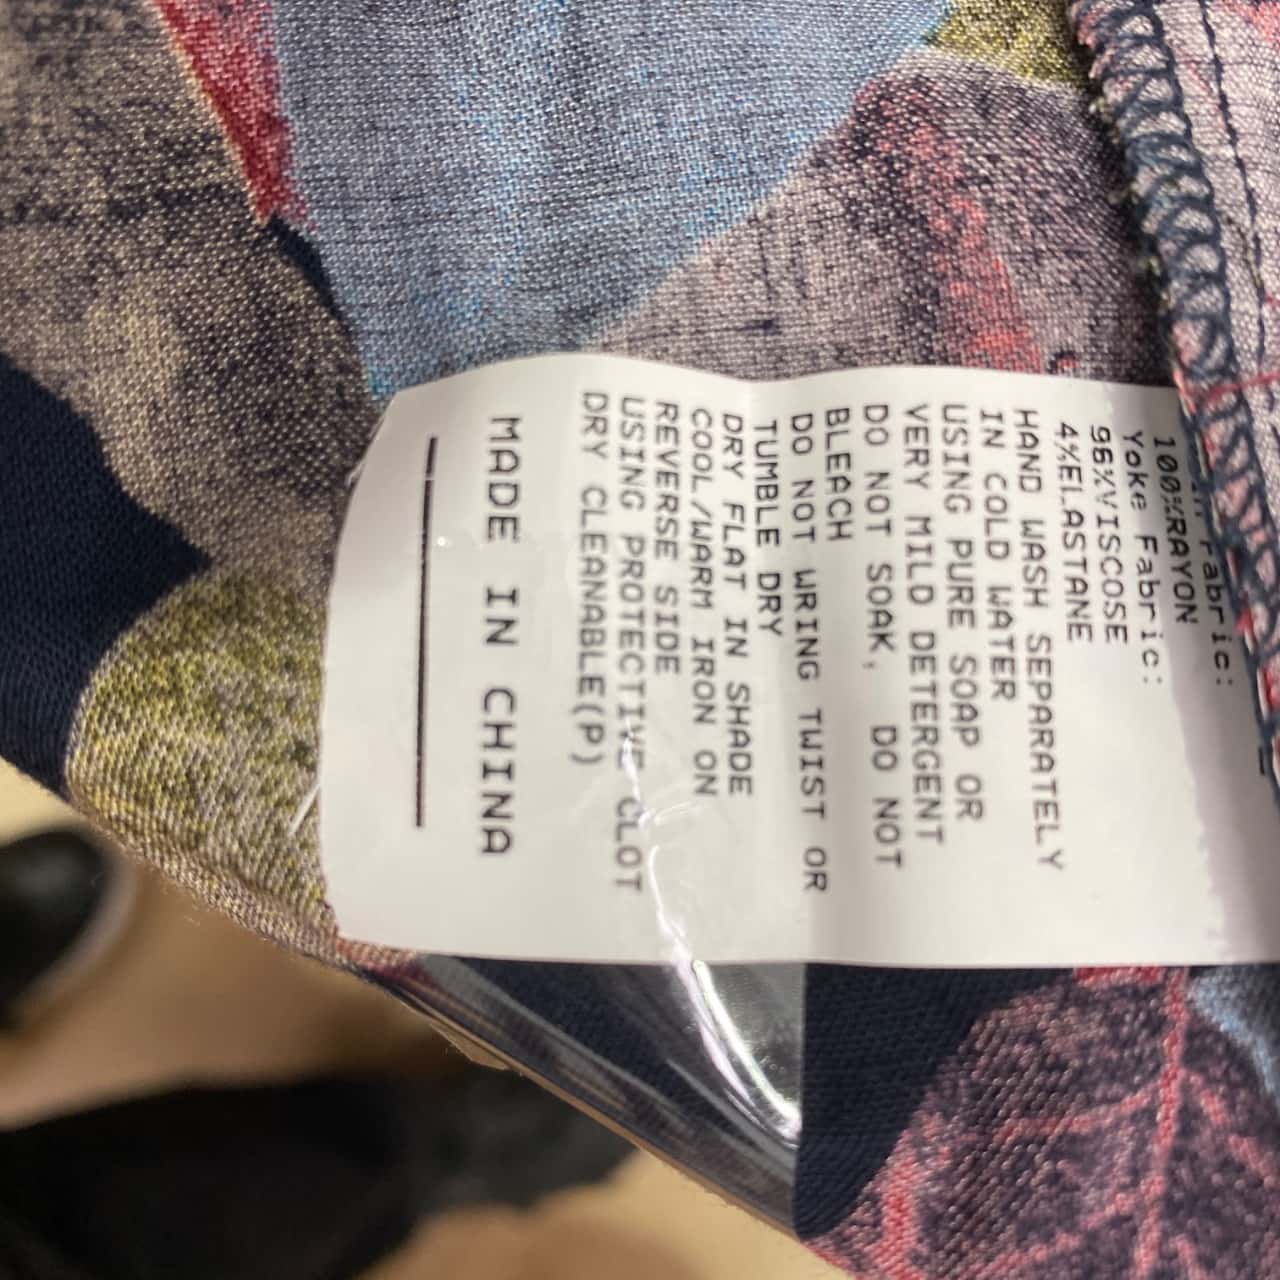 Fabric:
100%RAYON
Yoke Fabric:
96%VISCOSE
4%ELASTANE
HAND WASH SEPARATELY
IN COLD WATER
USING PURE SOAP OR
VERY MILD DETERGENT
DO NOT SOAK, DO NOT
BLEACH
DO NOT WRING TWIST OR
TUMBLE DRY
DRY FLAT IN SHADE
COOL/WARM IRON ON
REVERSE SIDE
USING PROTECTIVE CLOT
DRY CLEANABLE(P)
MADE IN CHINA